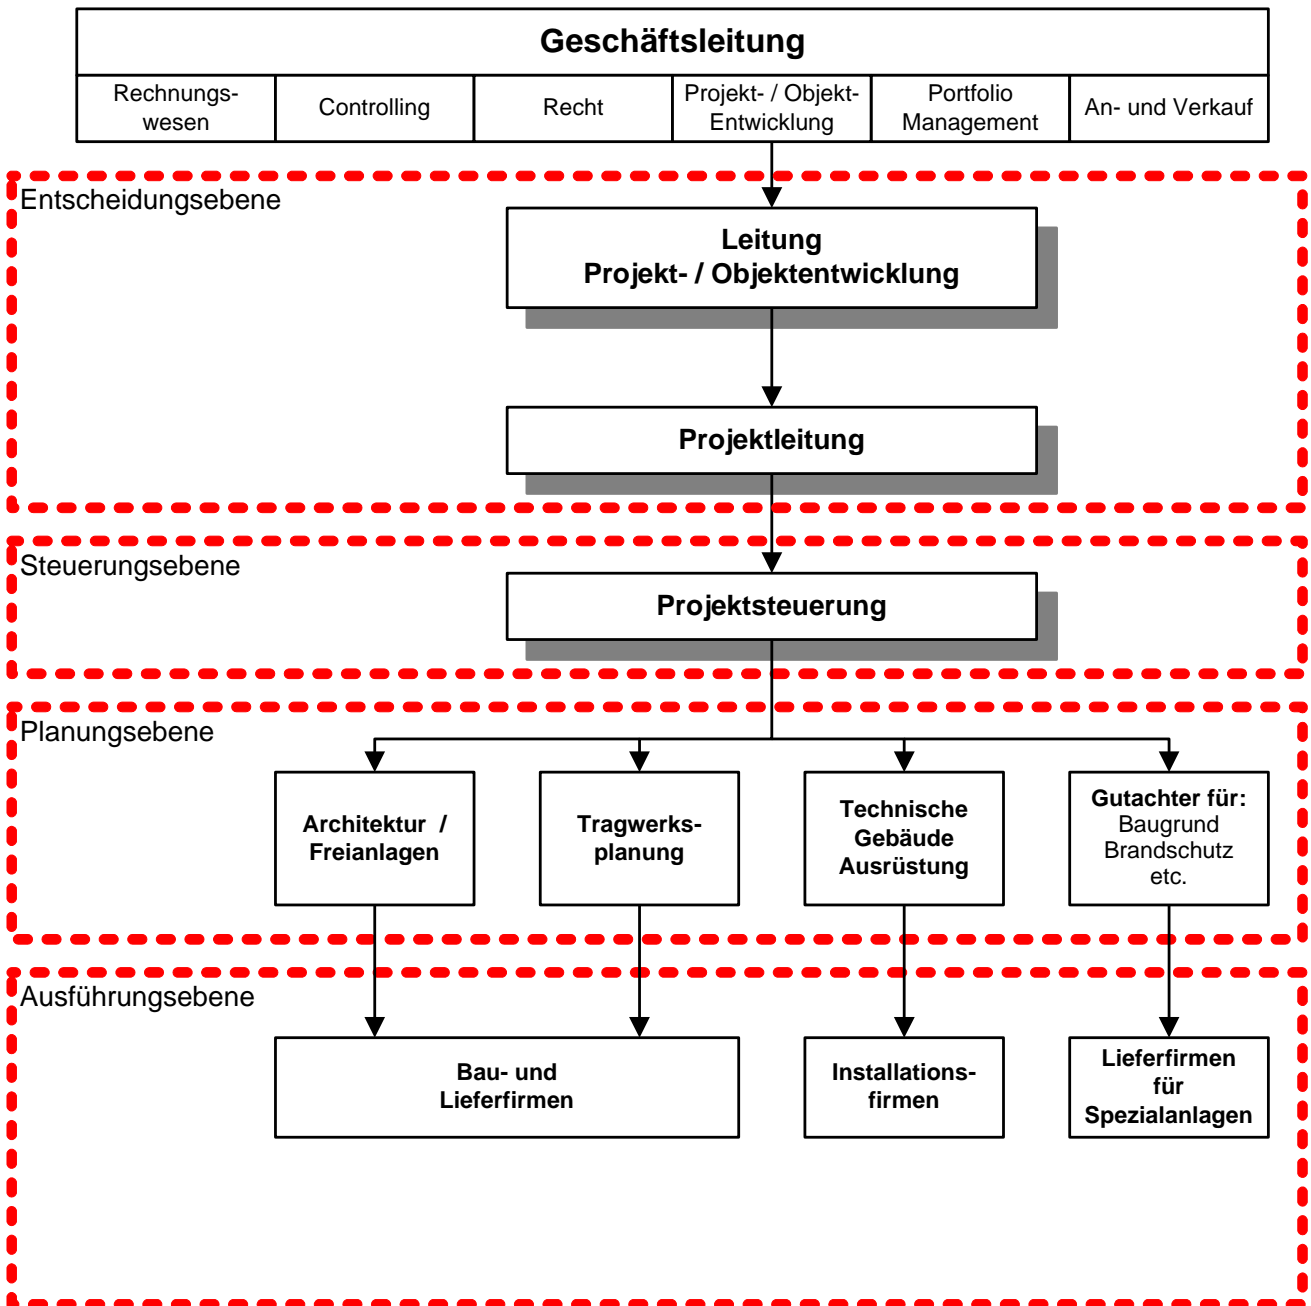 Geschäftsleitung
Rechnungs-
wesen
Controlling
Recht
Projekt- / Objekt-
Entwicklung
Portfolio
Management
An- und Verkauf
Entscheidungsebene
Leitung
Projekt- / Objektentwicklung
Projektleitung
Steuerungsebene
Projektsteuerung
Planungsebene
Architektur /
Freianlagen
Tragwerks-
planung
Technische
Gebäude
Ausrüstung
Gutachter für:
Baugrund
Brandschutz
etc.
Ausführungsebene
Bau- und
Lieferfirmen
Installations-
firmen
Lieferfirmen
für
Spezialanlagen